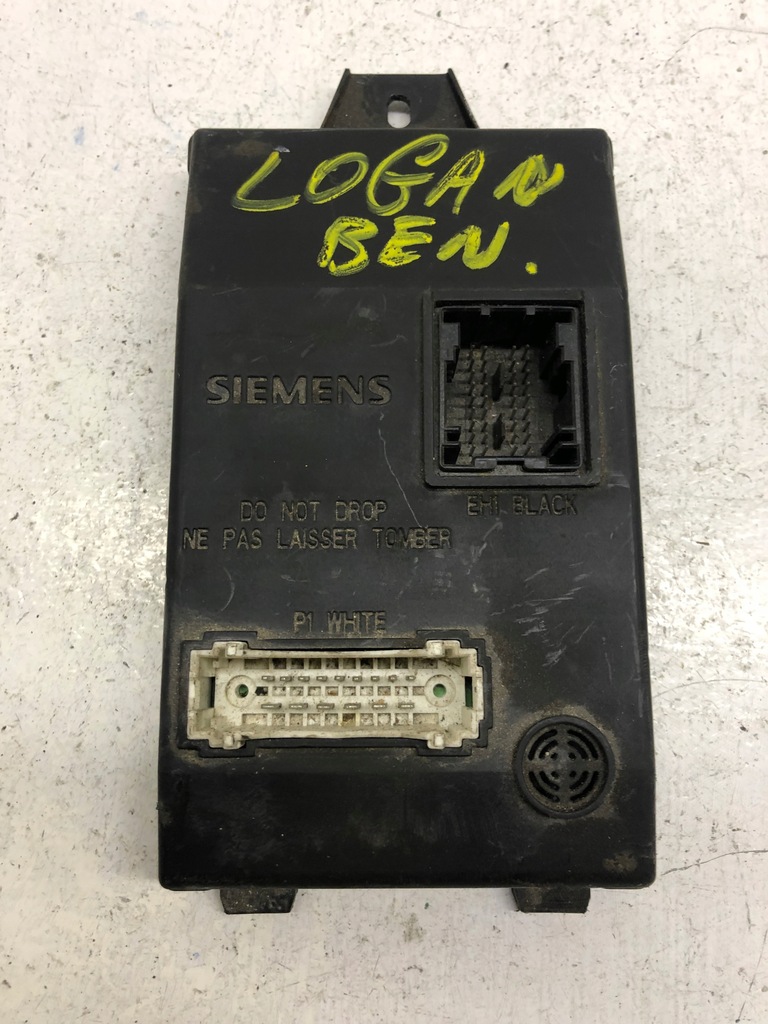 LOGAN
BEN.
SIEMENS
EH1 BLACK
DO NOT DROP
NE PAS LAISSER TOMBER
P1 WHITE